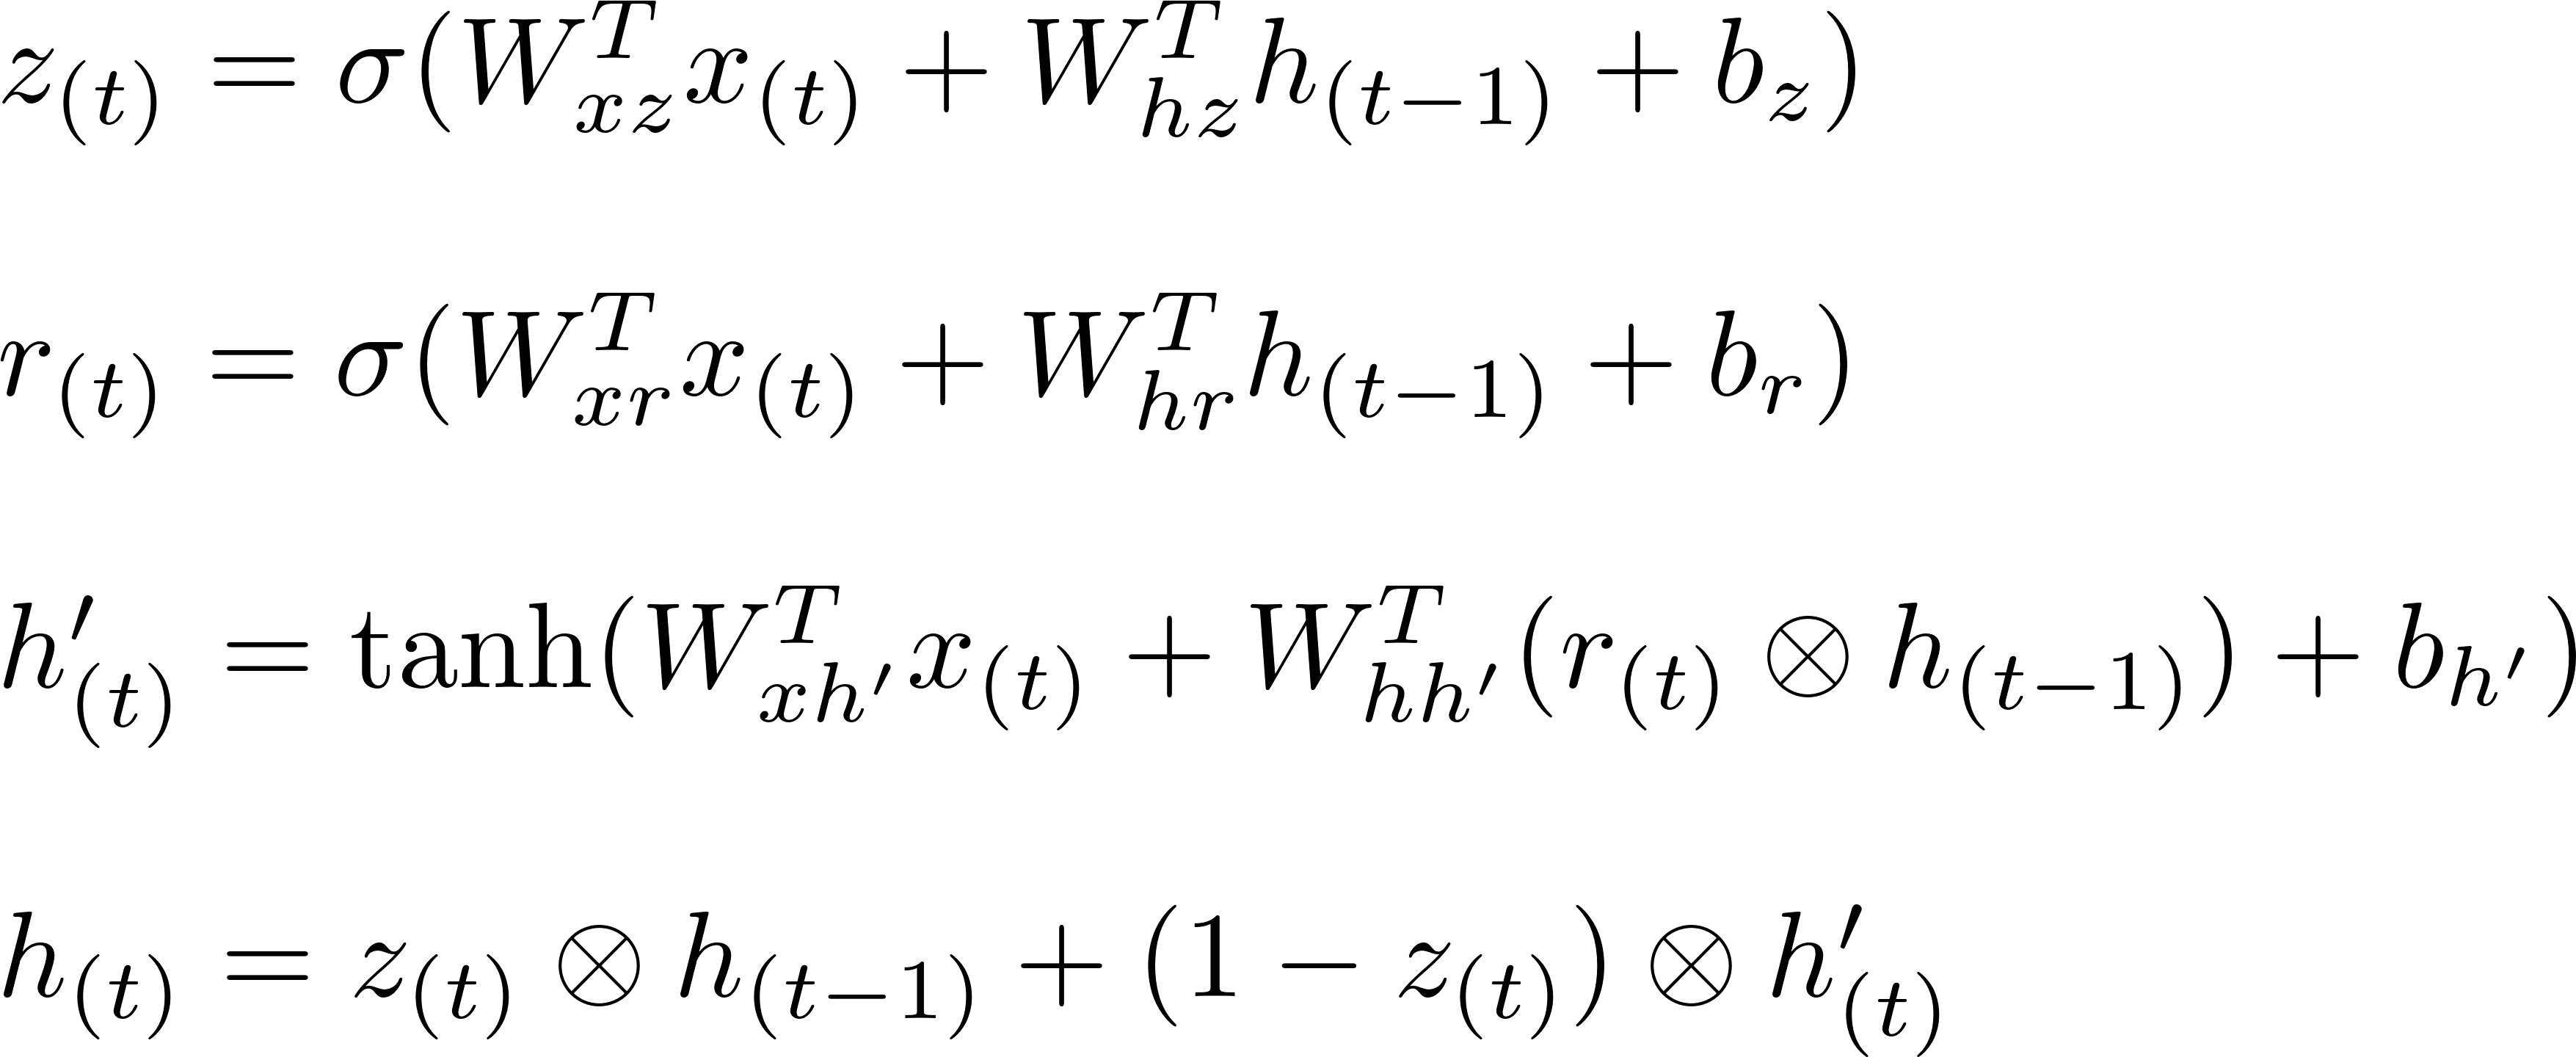 z_{(t)} = σ(W_{xz}^T x_{(t)} + W_{hz}^T h_{(t-1)} + b_z)
r_{(t)} = σ(W_{xr}^T x_{(t)} + W_{hr}^T h_{(t-1)} + b_r)
h'_{(t)} = tanh(W_{xh'}^T x_{(t)} + W_{hh'}^T (r_{(t)} ⊗ h_{(t-1)}) + b_{h'})
h_{(t)} = z_{(t)} ⊗ h_{(t-1)} + (1 − z_{(t)}) ⊗ h'_{(t)}